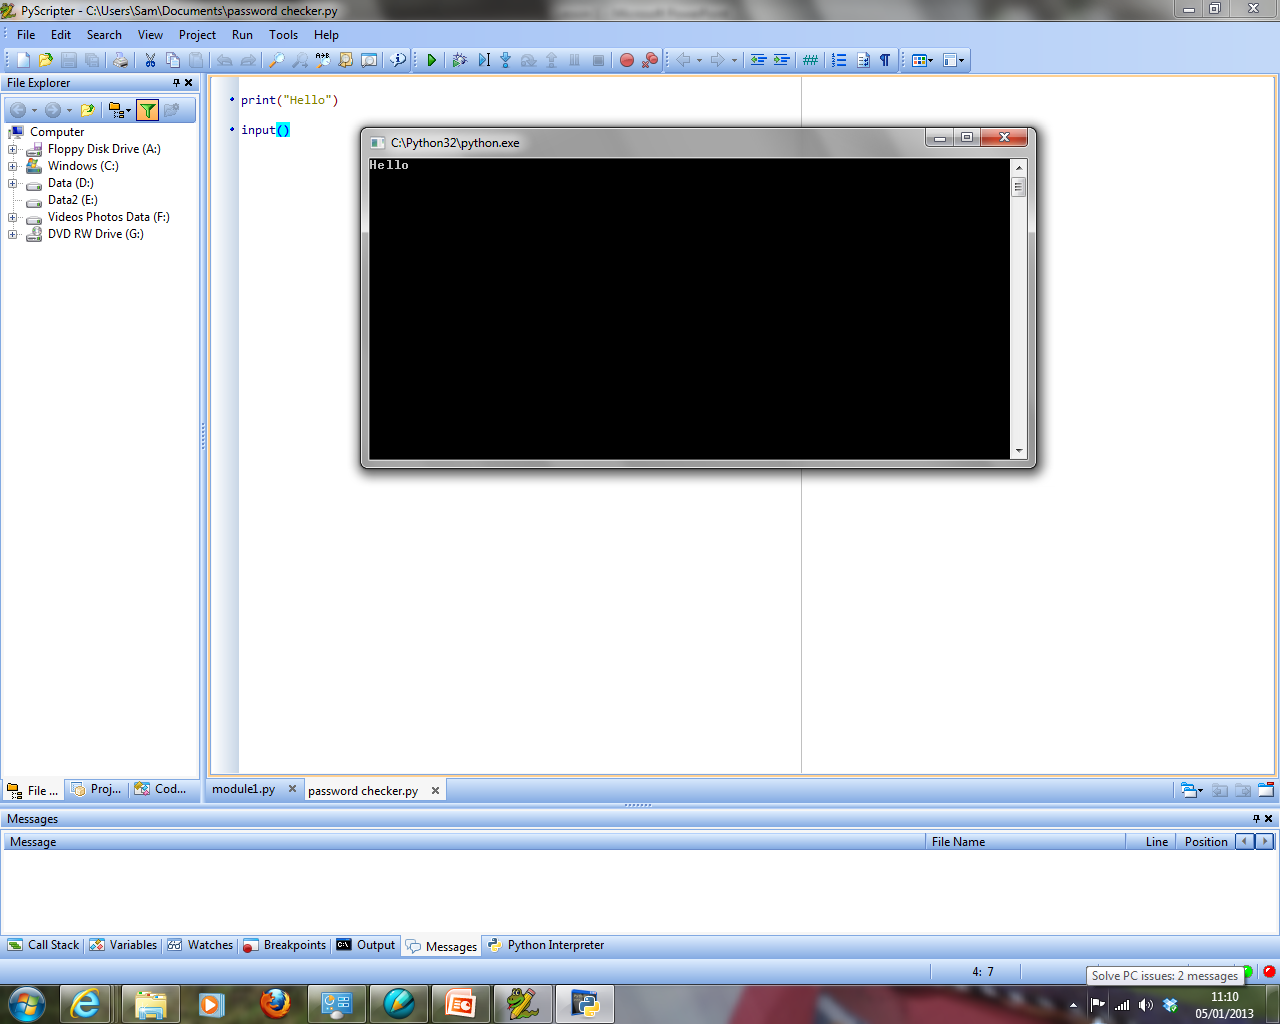 PyScripter - C:\Users\Sam\Documents\password checker.py
File Edit Search View Project Run Tools Help
File Explorer
Computer
Floppy Disk Drive (A:)
Windows (C:)
Data (D:)
Data2 (E:)
Videos Photos Data (F:)
DVD RW Drive (G:)
print("Hello")
input()
C:\Python32\python.exe
Hello
File ... Proj... Cod...
module1.py password checker.py
Messages
Message File Name Line Position
Call Stack Variables Watches Breakpoints Output Messages Python Interpreter
4: 7
Solve PC issues: 2 messages
11:10
05/01/2013